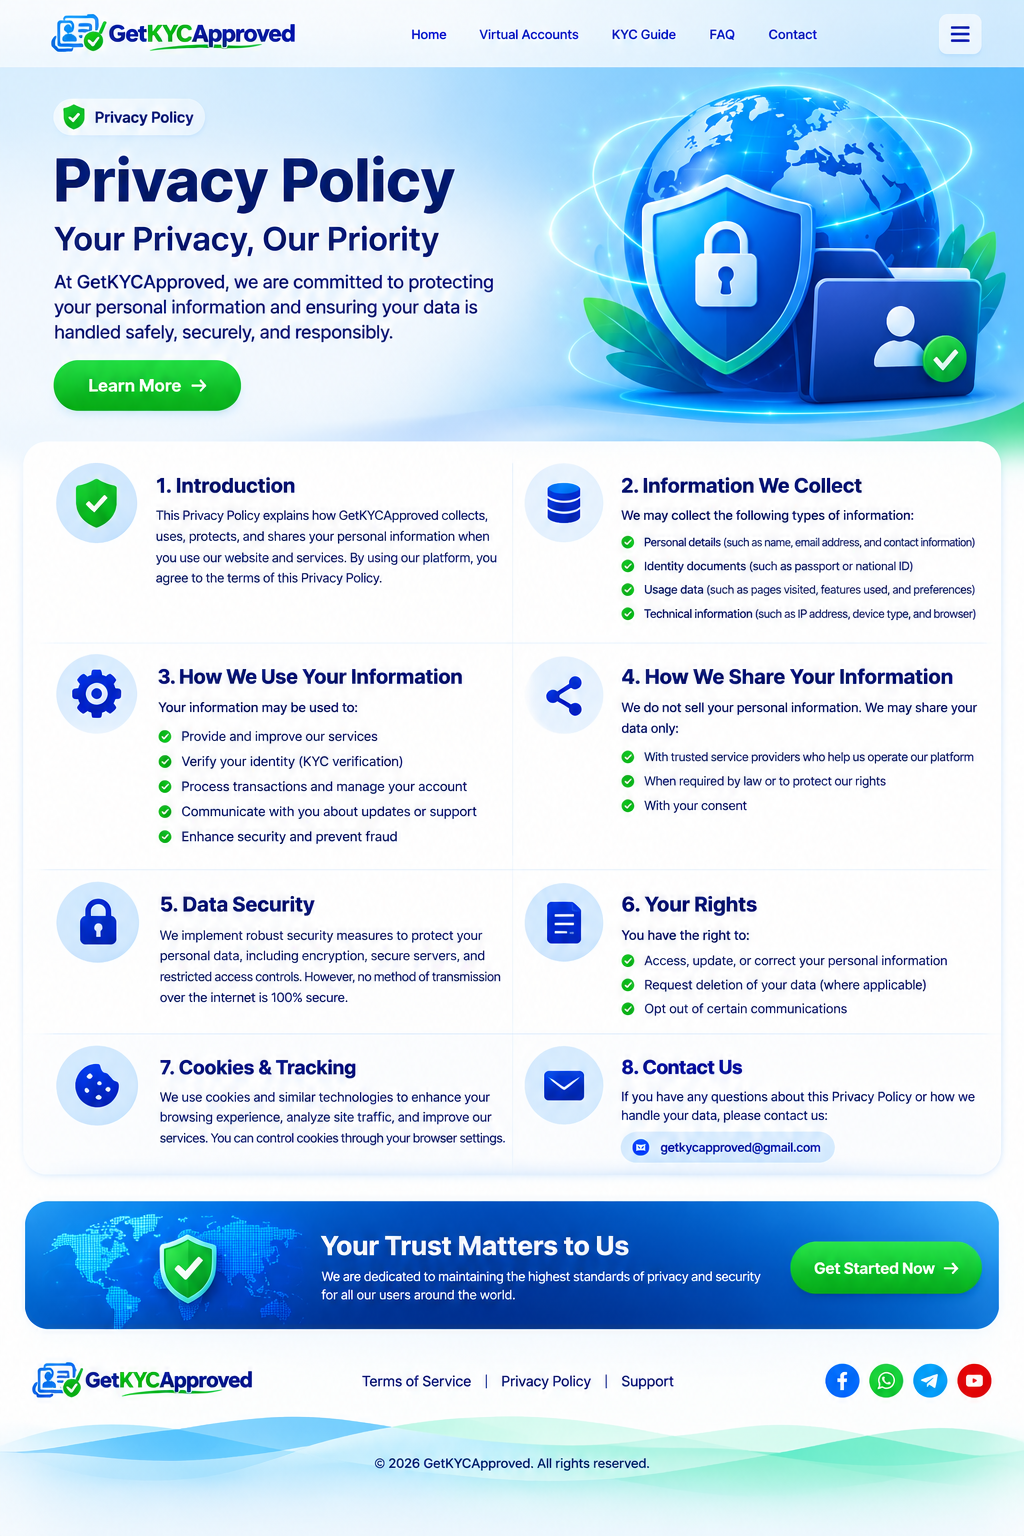 GetKYCApproved
Home
Virtual Accounts
KYC Guide
FAQ
Contact
Privacy Policy
Privacy Policy
Your Privacy, Our Priority
At GetKYCApproved, we are committed to protecting
your personal information and ensuring your data is
handled safely, securely, and responsibly.
Learn More →
1. Introduction
This Privacy Policy explains how GetKYCApproved collects,
uses, protects, and shares your personal information when
you use our website and services. By using our platform, you
agree to the terms of this Privacy Policy.
2. Information We Collect
We may collect the following types of information:
Personal details (such as name, email address, and contact information)
Identity documents (such as passport or national ID)
Usage data (such as pages visited, features used, and preferences)
Technical information (such as IP address, device type, and browser)
3. How We Use Your Information
Your information may be used to:
Provide and improve our services
Verify your identity (KYC verification)
Process transactions and manage your account
Communicate with you about updates or support
Enhance security and prevent fraud
4. How We Share Your Information
We do not sell your personal information. We may share your
data only:
With trusted service providers who help us operate our platform
When required by law or to protect our rights
With your consent
5. Data Security
We implement robust security measures to protect your
personal data, including encryption, secure servers, and
restricted access controls. However, no method of transmission
over the internet is 100% secure.
6. Your Rights
You have the right to:
Access, update, or correct your personal information
Request deletion of your data (where applicable)
Opt out of certain communications
7. Cookies & Tracking
We use cookies and similar technologies to enhance your
browsing experience, analyze site traffic, and improve our
services. You can control cookies through your browser settings.
8. Contact Us
If you have any questions about this Privacy Policy or how we
handle your data, please contact us:
getkycapproved@gmail.com
Your Trust Matters to Us
We are dedicated to maintaining the highest standards of privacy and security
for all our users around the world.
Get Started Now →
GetKYCApproved
Terms of Service | Privacy Policy | Support
© 2026 GetKYCApproved. All rights reserved.